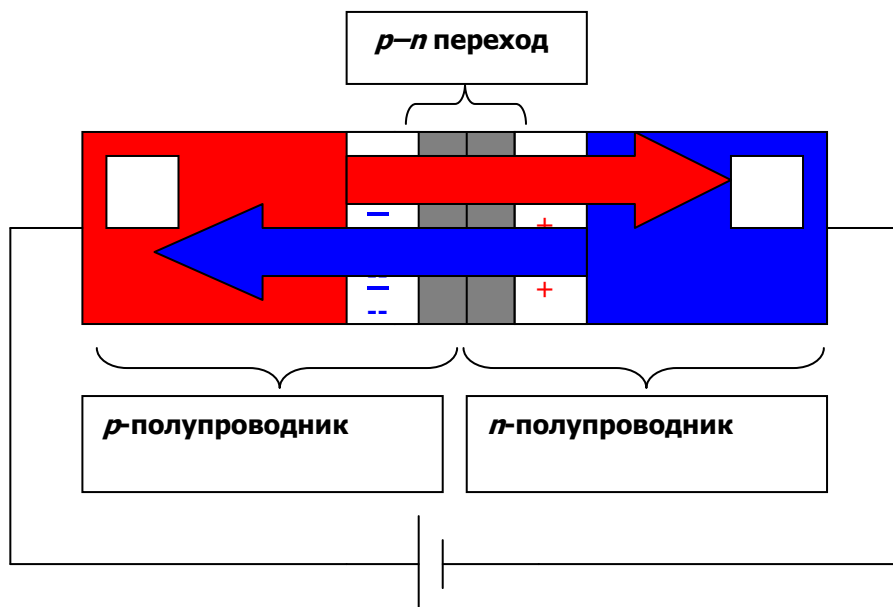 p–n переход
+
+
p-полупроводник
n-полупроводник